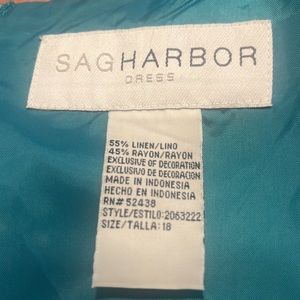 SAGHARBOR
DRESS
55% LINEN/LINO
45% RAYON/RAYON
EXCLUSIVE OF DECORATION
EXCLUSIVO DE DECORACION
MADE IN INDONESIA
HECHO EN INDONESIA
RN# 52438
STYLE/ESTILO: 2063222
SIZE/TALLA: 18